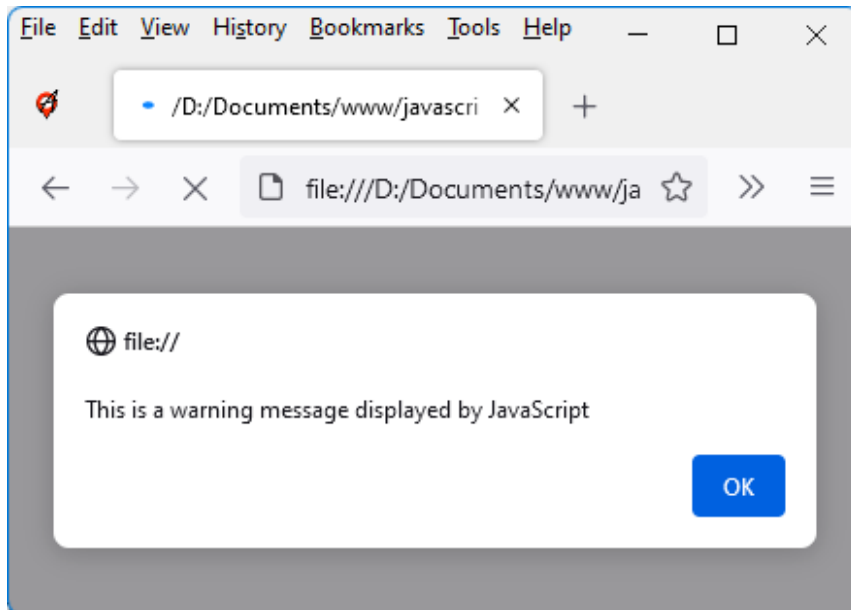 File Edit View History Bookmarks Tools Help
/D:/Documents/www/javascri
file:///D:/Documents/www/ja
file://
This is a warning message displayed by JavaScript
OK